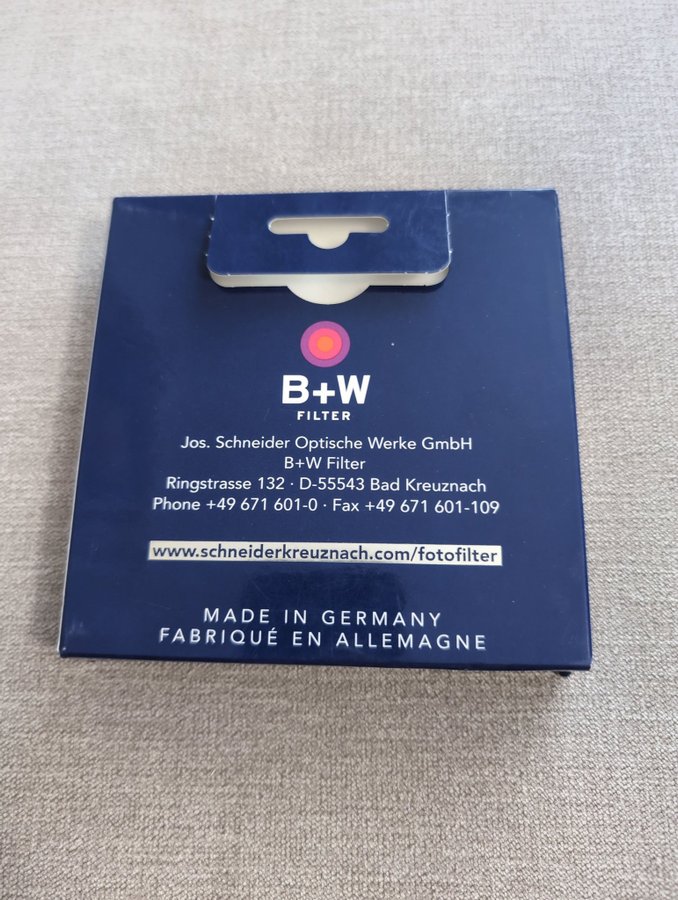 B+W
FILTER
Jos. Schneider Optische Werke GmbH
B+W Filter
Ringstrasse 132 · D-55543 Bad Kreuznach
Phone +49 671 601-0 · Fax +49 671 601-109
www.schneiderkreuznach.com/fotofilter
MADE IN GERMANY
FABRIQUÉ EN ALLEMAGNE